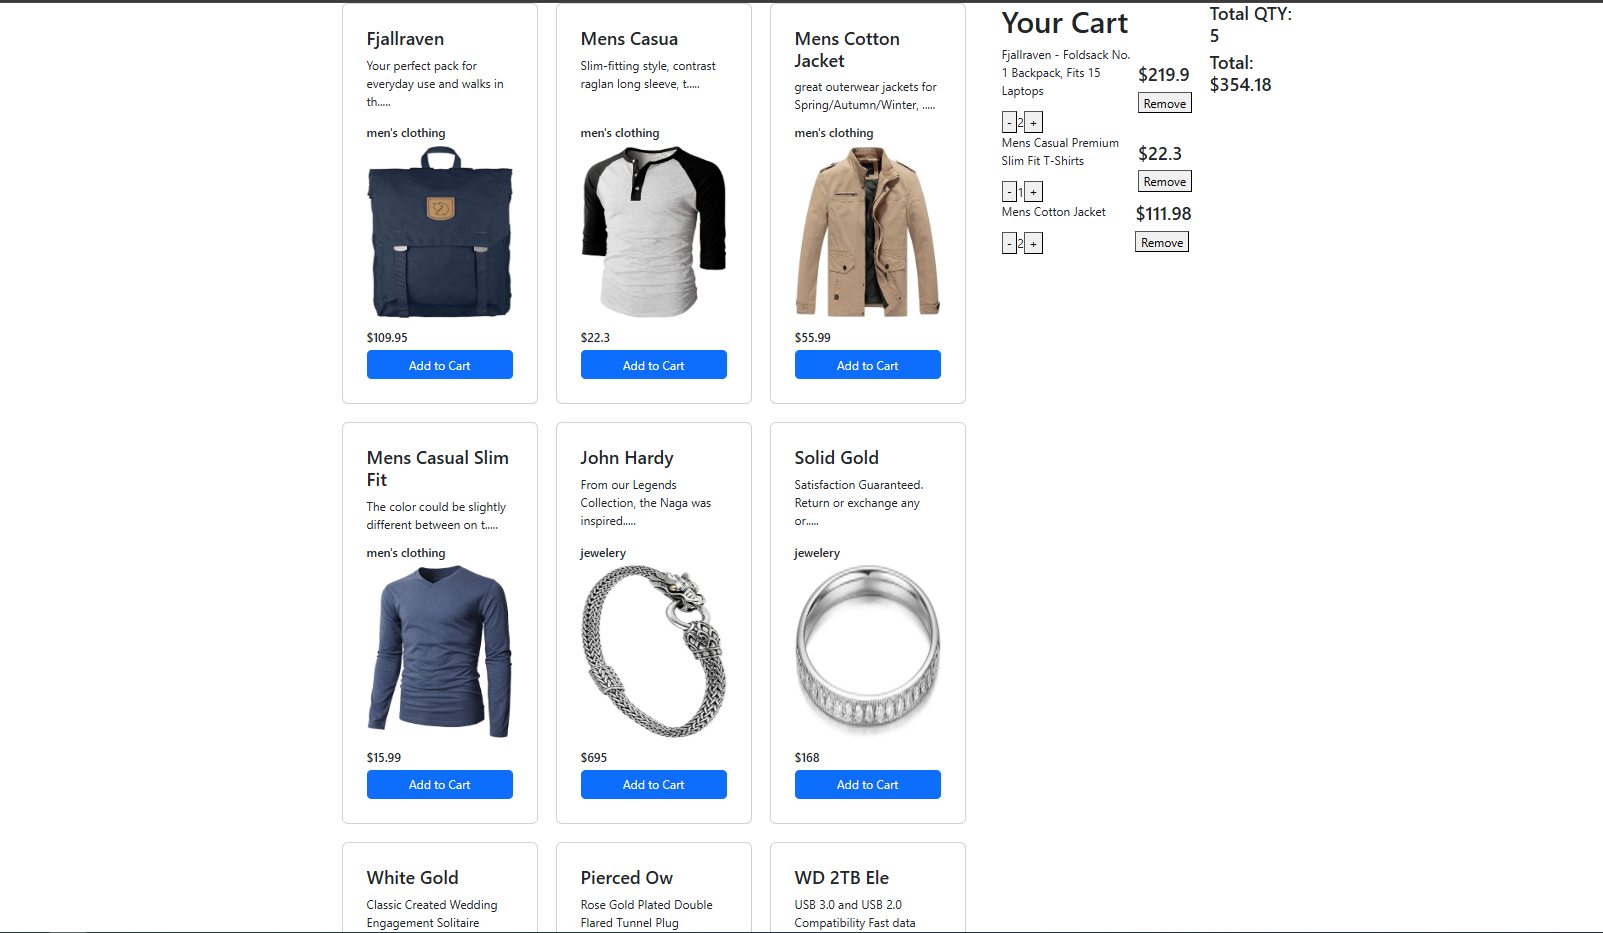 Fjallraven
Your perfect pack for
everyday use and walks in
th.....
men's clothing
$109.95
Add to Cart
Mens Casua
Slim-fitting style, contrast
raglan long sleeve, t.....
men's clothing
$22.3
Add to Cart
Mens Cotton
Jacket
great outerwear jackets for
Spring/Autumn/Winter, .....
men's clothing
$55.99
Add to Cart
Mens Casual Slim
Fit
The color could be slightly
different between on t.....
men's clothing
$15.99
Add to Cart
John Hardy
From our Legends
Collection, the Naga was
inspired.....
jewelery
$695
Add to Cart
Solid Gold
Satisfaction Guaranteed.
Return or exchange any
or.....
jewelery
$168
Add to Cart
White Gold
Classic Created Wedding
Engagement Solitaire
Pierced Ow
Rose Gold Plated Double
Flared Tunnel Plug
WD 2TB Ele
USB 3.0 and USB 2.0
Compatibility Fast data
Your Cart
Fjallraven - Foldsack No.
1 Backpack, Fits 15
Laptops
- 2 +
$219.9
Remove
Mens Casual Premium
Slim Fit T-Shirts
- 1 +
$22.3
Remove
Mens Cotton Jacket
- 2 +
$111.98
Remove
Total QTY:
5
Total:
$354.18